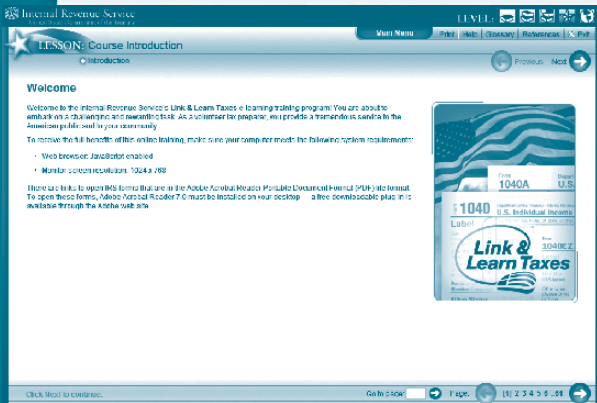 Internal Revenue Service
LEVEL:
Main Menu Print Help Glossary References Exit
LESSON: Course Introduction
Introduction
Previous Next
Welcome
Welcome to the Internal Revenue Service's Link & Learn Taxes e-learning training program! You are about to
embark on a challenging and rewarding task. As a volunteer tax preparer, you provide a tremendous service to the
American public and to your community.
To receive the full benefits of this online training, make sure your computer meets the following system requirements:
• Web browser: JavaScript enabled
• Monitor screen resolution: 1024 x 768
There are links to open IRS forms that are in the Adobe Acrobat Reader Portable Document Format (PDF) file format.
To open these forms, Adobe Acrobat Reader 7.0 must be installed on your desktop — a free downloadable plug-in is
available through the Adobe web site.
Form
1040A
U.S.
1040
U.S. Individual Income
Label
Form
1040EZ
Link &
Learn Taxes
Click Next to continue.
Go to page: Page: [1] 2 3 4 5 6